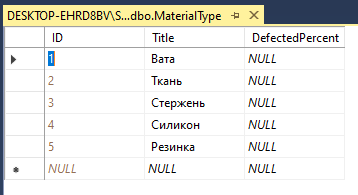 DESKTOP-EHRD8BV\S...dbo.MaterialType
ID Title DefectedPercent
1 Вата NULL
2 Ткань NULL
3 Стержень NULL
4 Силикон NULL
5 Резинка NULL
NULL NULL NULL